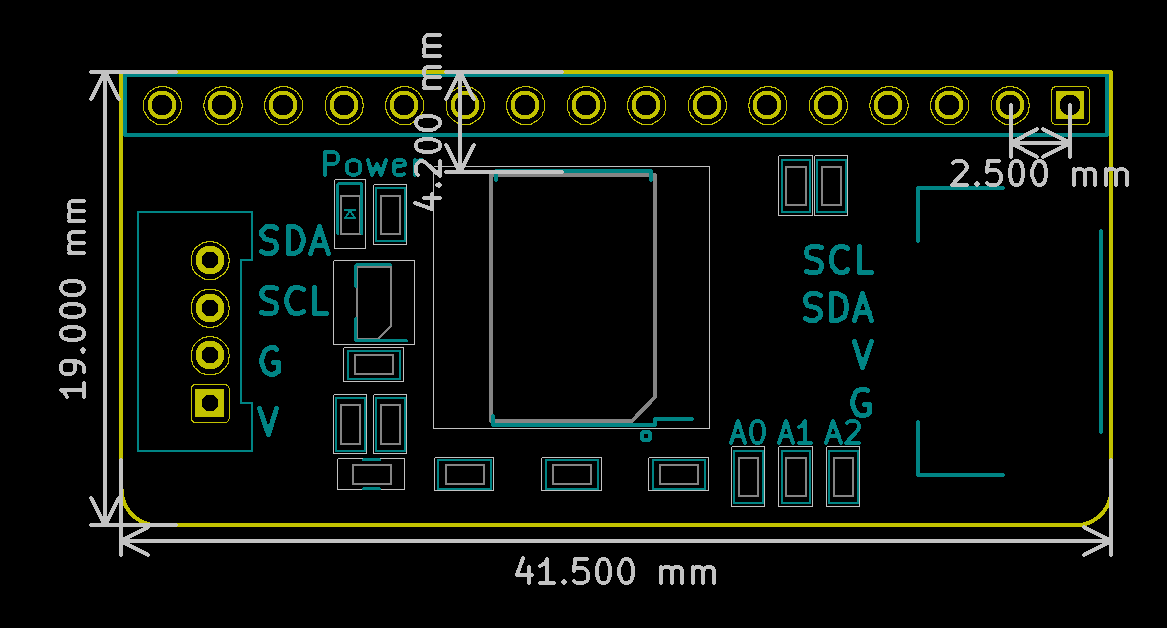 4.200 mm
Power
2.500 mm
SDA
SCL
G
V
19.000 mm
SCL
SDA
V
G
A0 A1 A2
41.500 mm